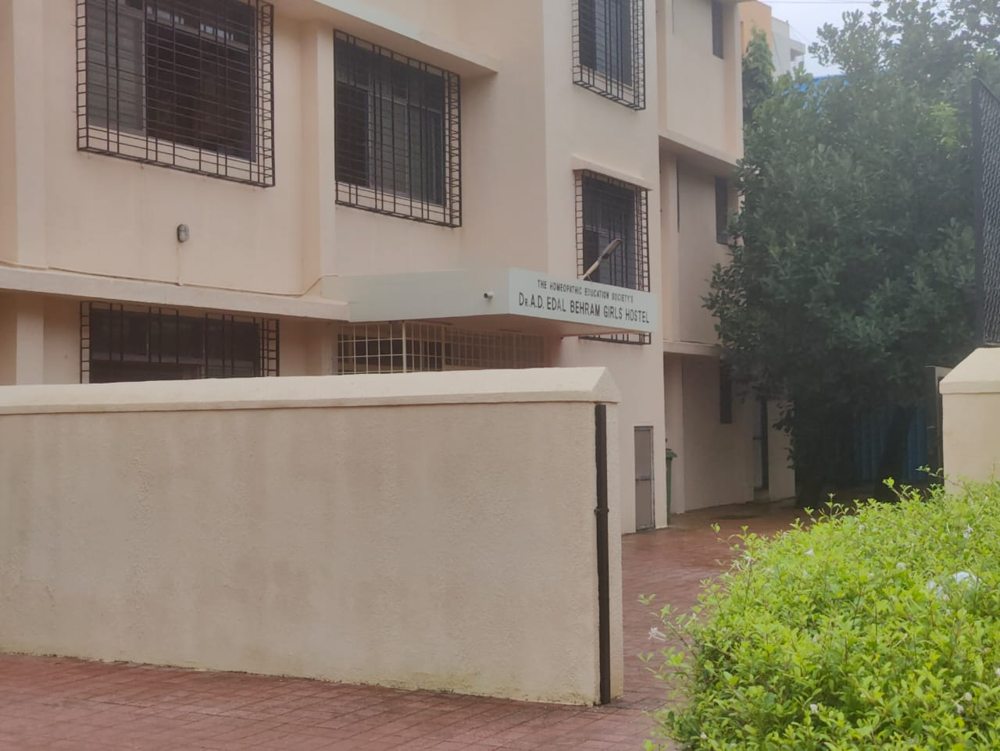 THE HOMEOPATHIC EDUCATION SOCIETY'S
DR. A.D. EDAL BEHRAM GIRLS HOSTEL